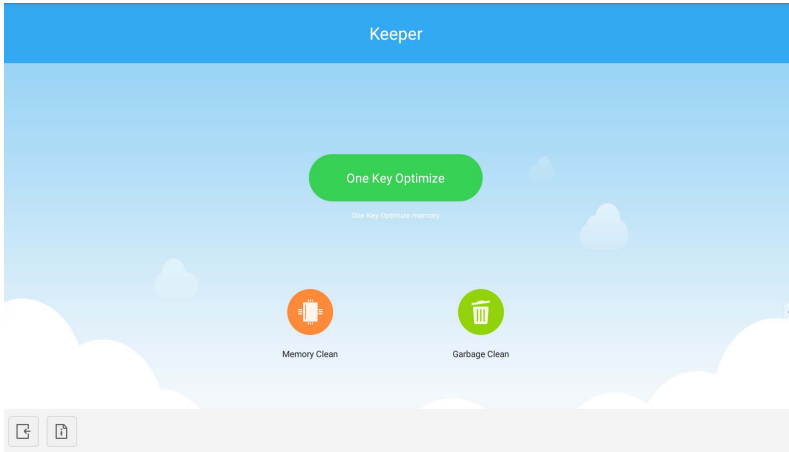 Keeper
One Key Optimize
One Key Optimize memory
Memory Clean
Garbage Clean